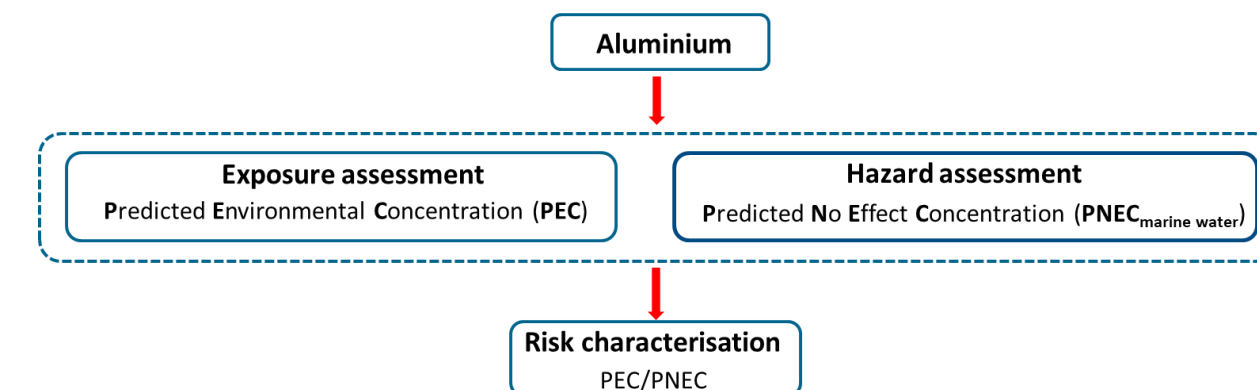 Aluminium
Exposure assessment
Predicted Environmental Concentration (PEC)
Hazard assessment
Predicted No Effect Concentration (PNECmarine water)
Risk characterisation
PEC/PNEC